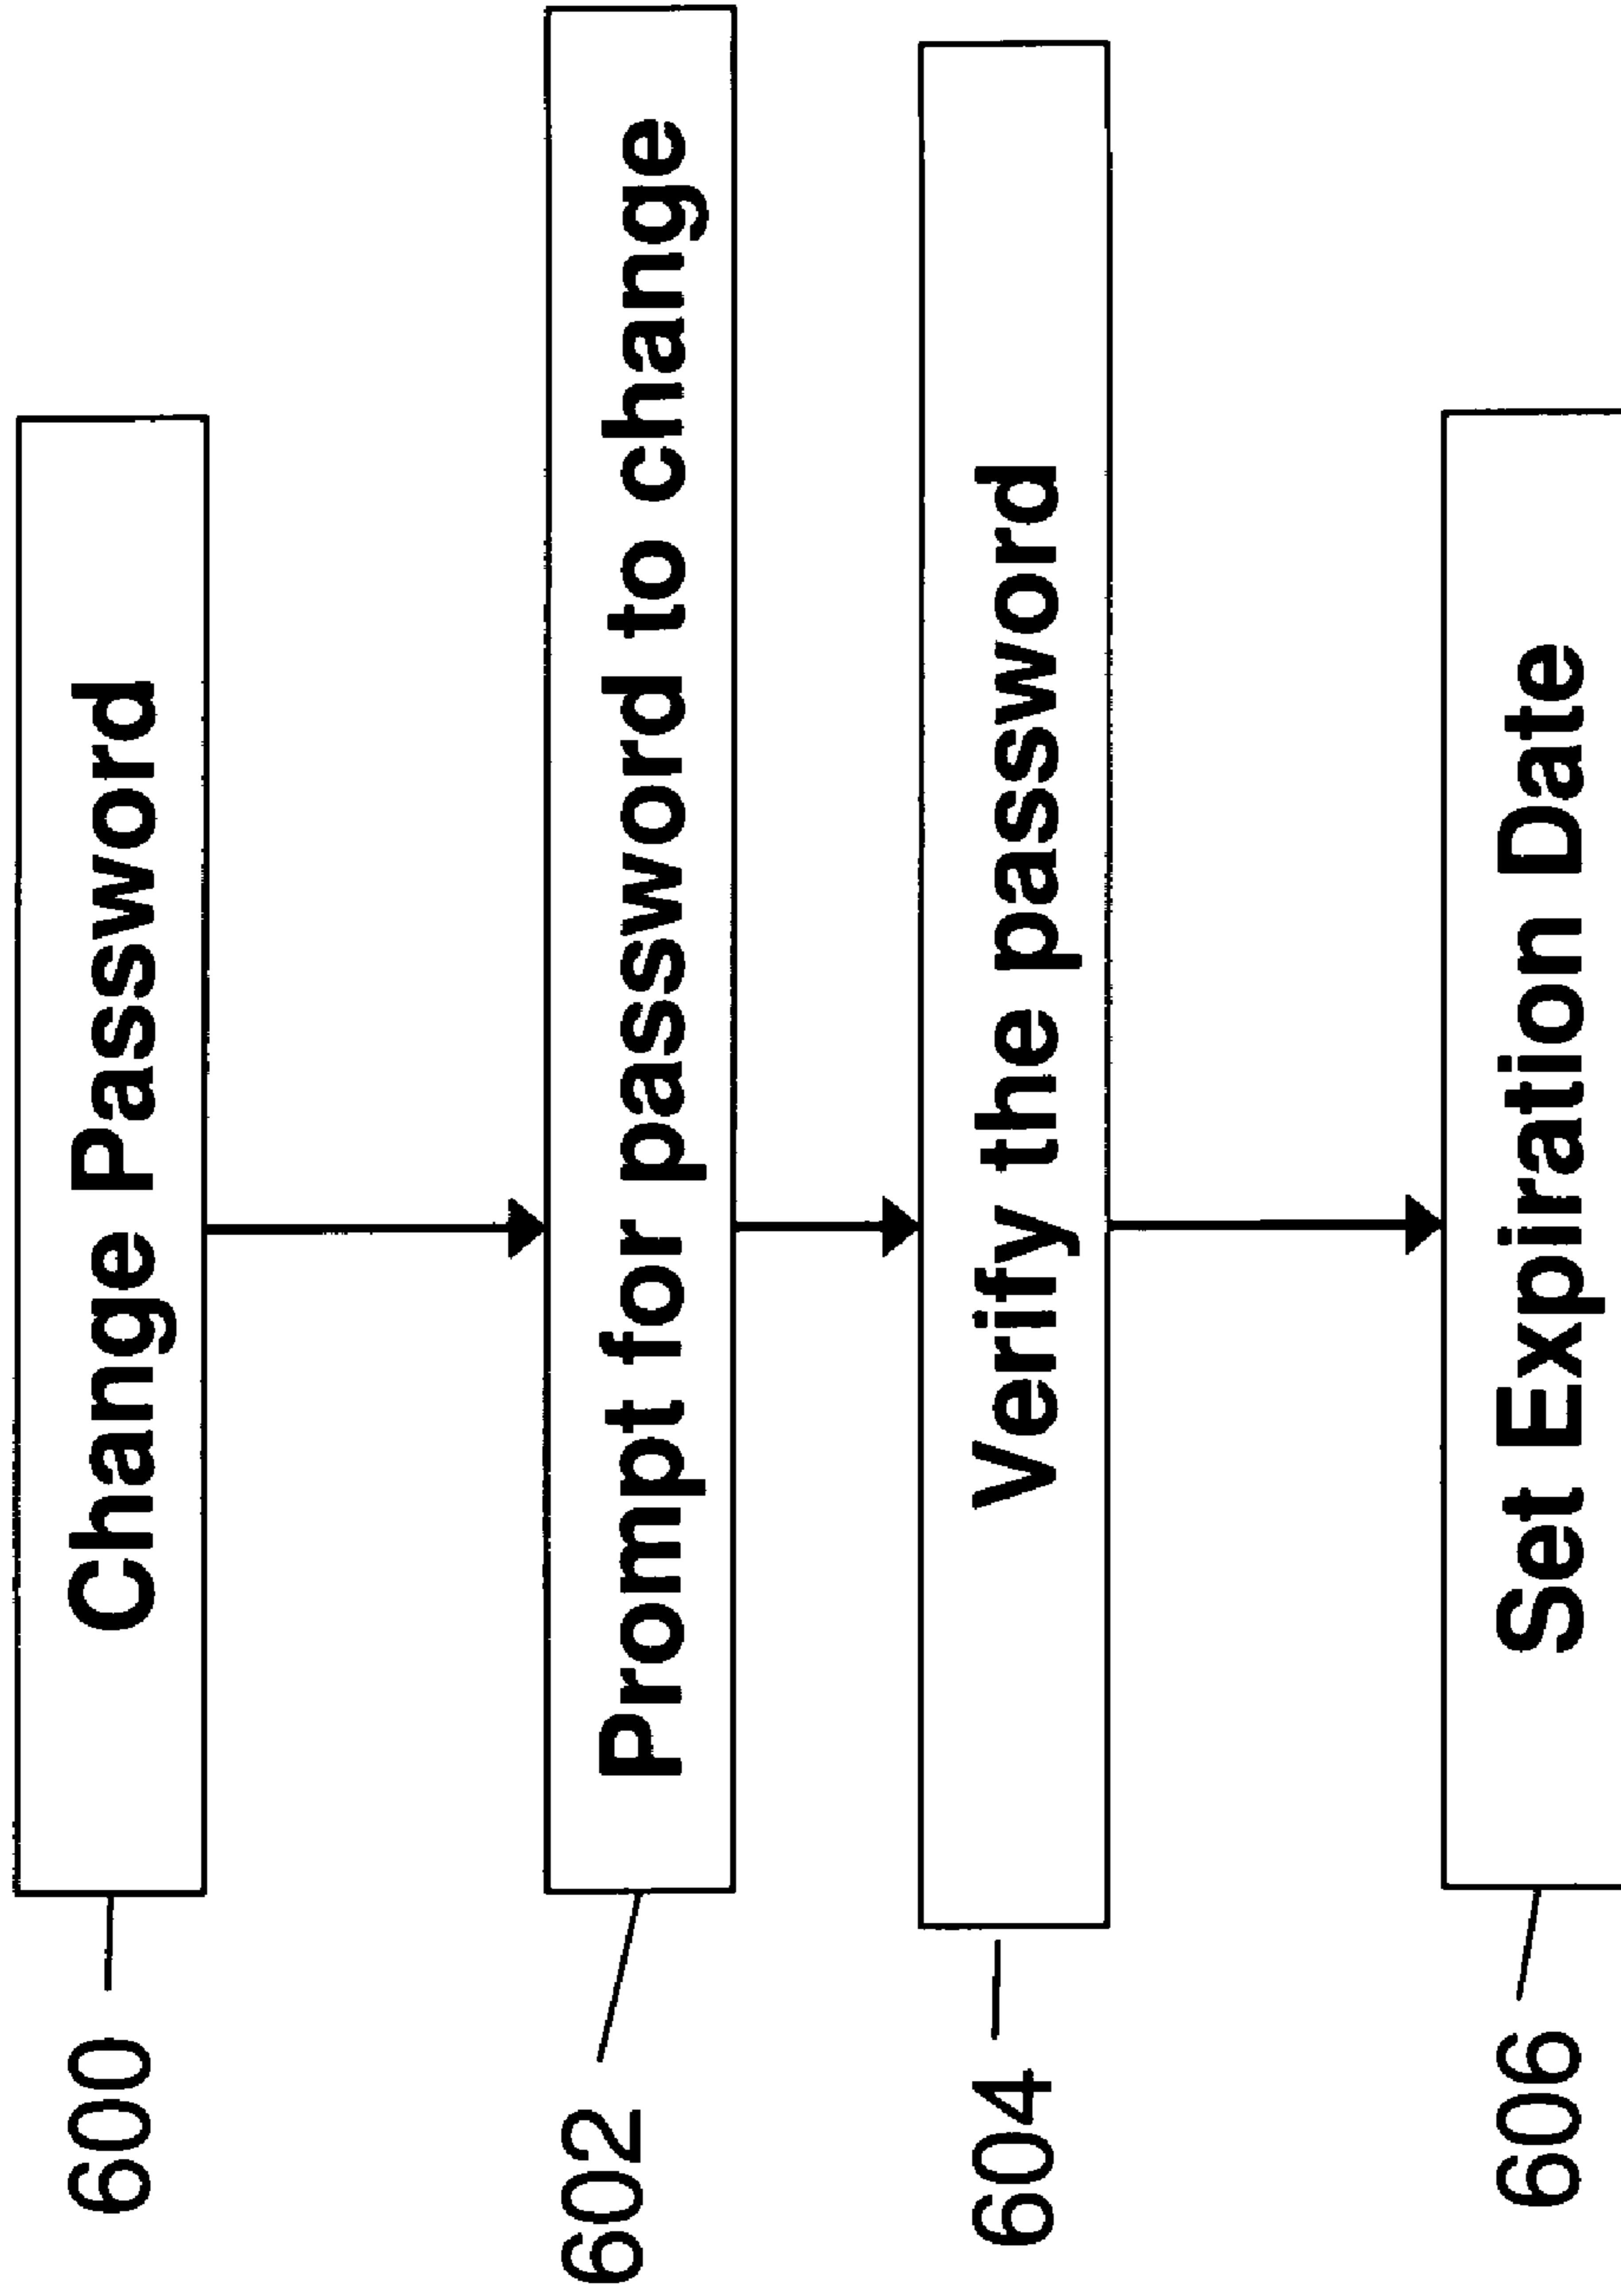 600
Change Password
602
Prompt for password to change
604
Verify the password
606
Set Expiration Date